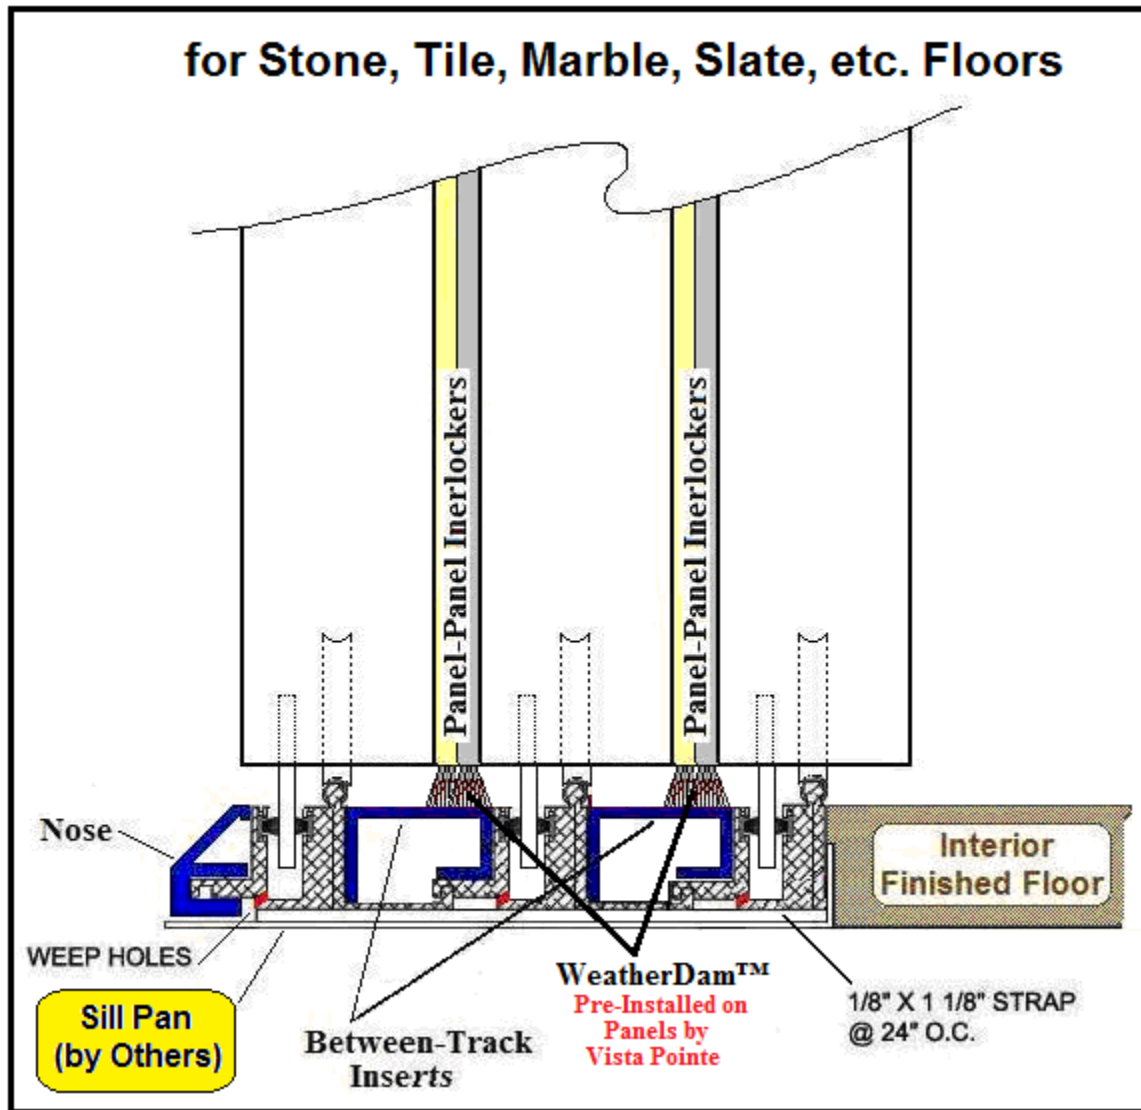 for Stone, Tile, Marble, Slate, etc. Floors
Panel-Panel Inerlockers
Panel-Panel Inerlockers
Nose
Interior
Finished Floor
WEEP HOLES
Sill Pan
(by Others)
Between-Track
Inserts
WeatherDam™
Pre-Installed on
Panels by
Vista Pointe
1/8" X 1 1/8" STRAP
@ 24" O.C.